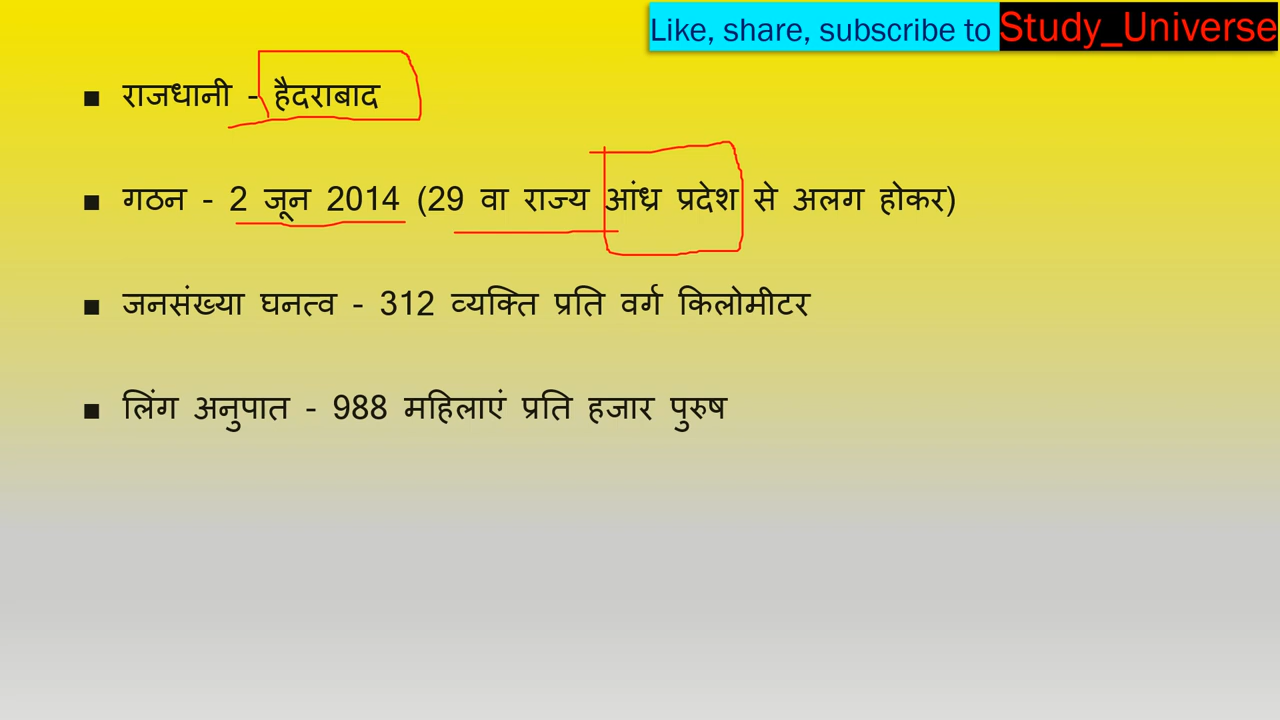 Like, share, subscribe to Study_Universe
▪ राजधानी - हैदराबाद
▪ गठन - 2 जून 2014 (29 वा राज्य आंध्र प्रदेश से अलग होकर)
▪ जनसंख्या घनत्व - 312 व्यक्ति प्रति वर्ग किलोमीटर
▪ लिंग अनुपात - 988 महिलाएं प्रति हजार पुरुष